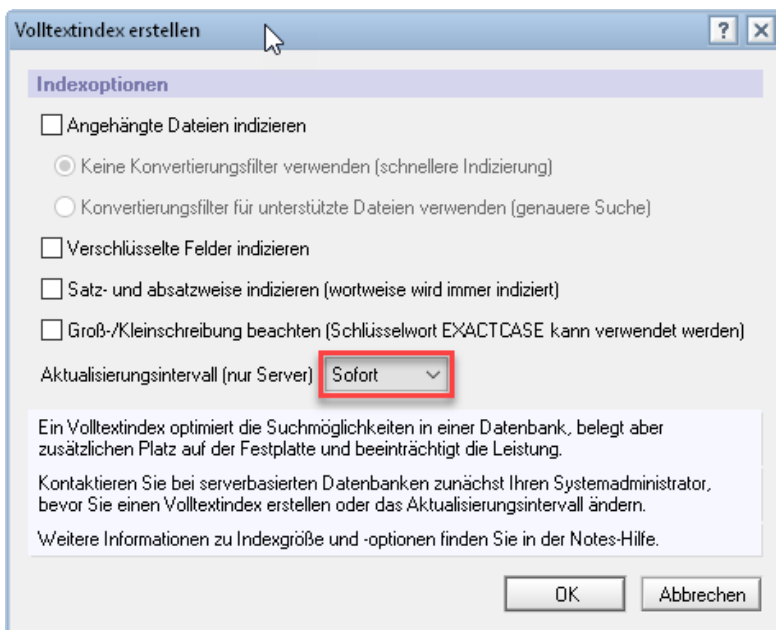 Volltextindex erstellen
?
Indexoptionen
Angehängte Dateien indizieren
Keine Konvertierungsfilter verwenden (schnellere Indizierung)
Konvertierungsfilter für unterstützte Dateien verwenden (genauere Suche)
Verschlüsselte Felder indizieren
Satz- und absatzweise indizieren (wortweise wird immer indiziert)
Groß-/Kleinschreibung beachten (Schlüsselwort EXACTCASE kann verwendet werden)
Aktualisierungsintervall (nur Server) Sofort
Ein Volltextindex optimiert die Suchmöglichkeiten in einer Datenbank, belegt aber
zusätzlichen Platz auf der Festplatte und beeinträchtigt die Leistung.
Kontaktieren Sie bei serverbasierten Datenbanken zunächst Ihren Systemadministrator,
bevor Sie einen Volltextindex erstellen oder das Aktualisierungsintervall ändern.
Weitere Informationen zu Indexgröße und -optionen finden Sie in der Notes-Hilfe.
OK Abbrechen